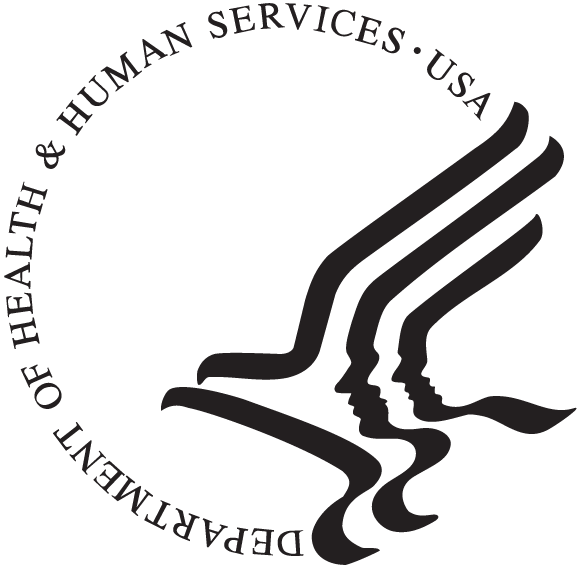 DEPARTMENT OF HEALTH & HUMAN SERVICES · USA